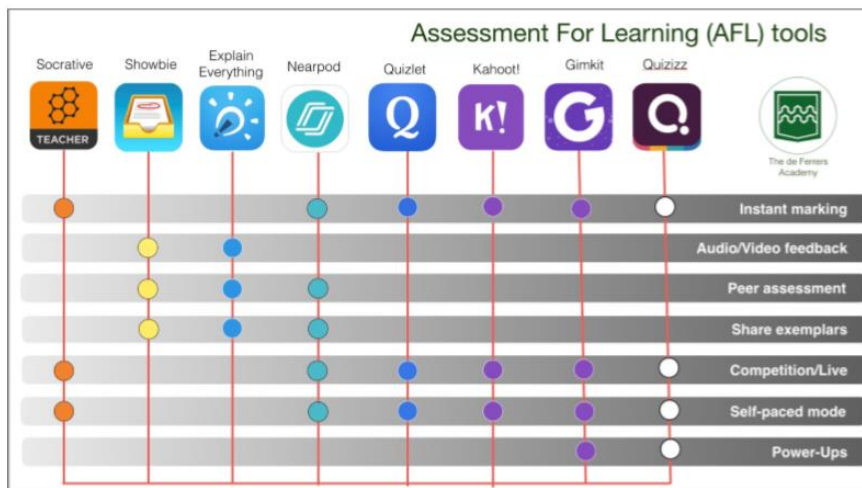 Assessment For Learning (AFL) tools
Socrative
Showbie
Explain
Everything
Nearpod
Quizlet
Kahoot!
Gimkit
Quizizz
TEACHER
Q
K!
G
Q
The de Ferrers
Academy
Instant marking
Audio/Video feedback
Peer assessment
Share exemplars
Competition/Live
Self-paced mode
Power-Ups